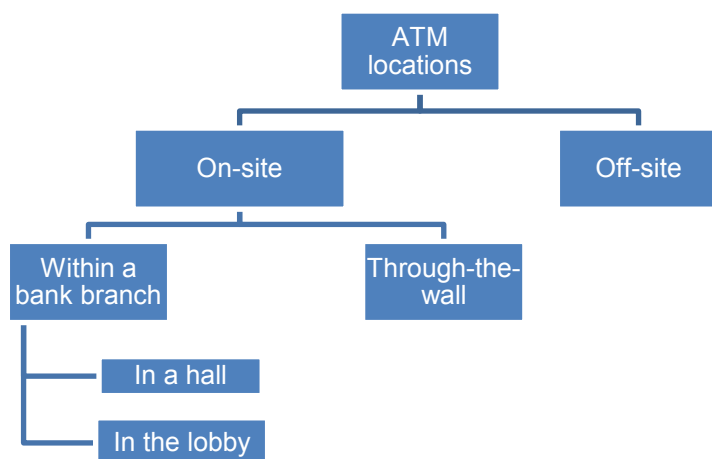 ATM
locations
On-site
Off-site
Within a
bank branch
Through-the-
wall
In a hall
In the lobby